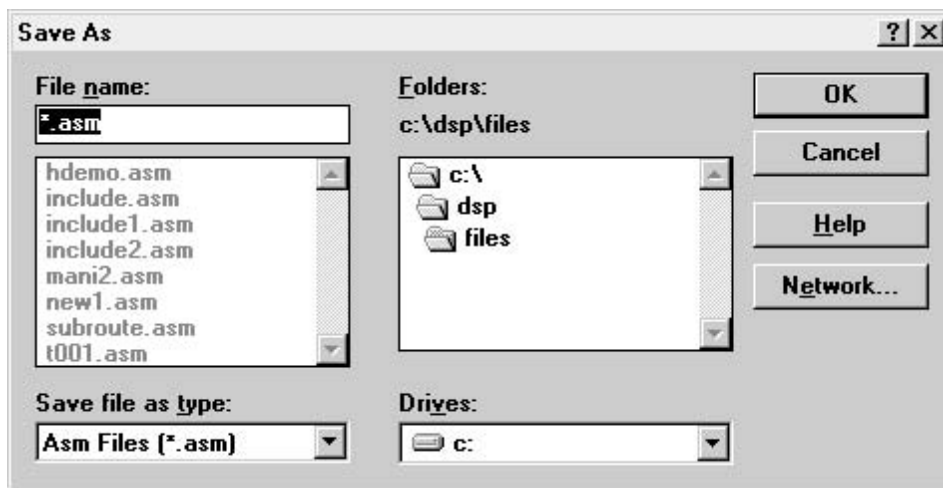 Save As
File name:
*.asm
hdemo.asm
include.asm
include1.asm
include2.asm
mani2.asm
new1.asm
subroute.asm
t001.asm
Save file as type:
Asm Files (*.asm)
Folders:
c:\dsp\files
c:\
dsp
files
Drives:
c:
OK
Cancel
Help
Network...